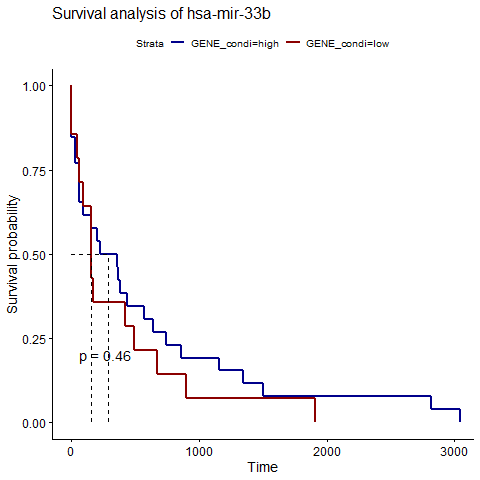 Survival analysis of hsa-mir-33b
Strata GENE_condi=high GENE_condi=low
1.00
0.75
0.50
0.25
0.00
Survival probability
p = 0.46
0 1000 2000 3000
Time